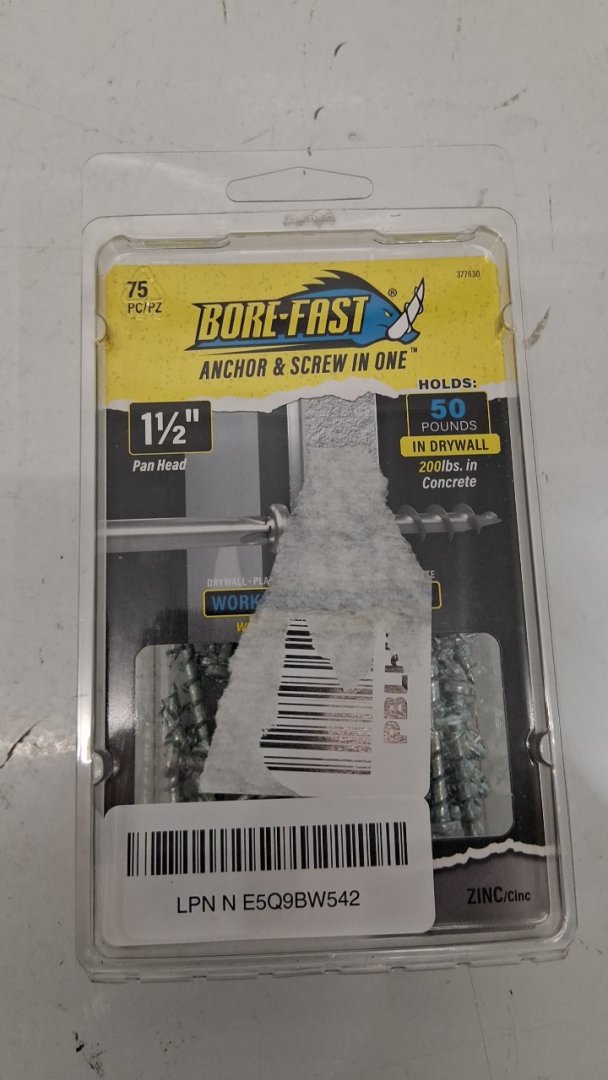 75
PC/PZ
377630
BORE-FAST®
ANCHOR & SCREW IN ONE™
1½"
Pan Head
HOLDS:
50
POUNDS
IN DRYWALL
200lbs. in
Concrete
DRYWALL •
WORK
LPN N E5Q9BW542
ZINC/Cinc